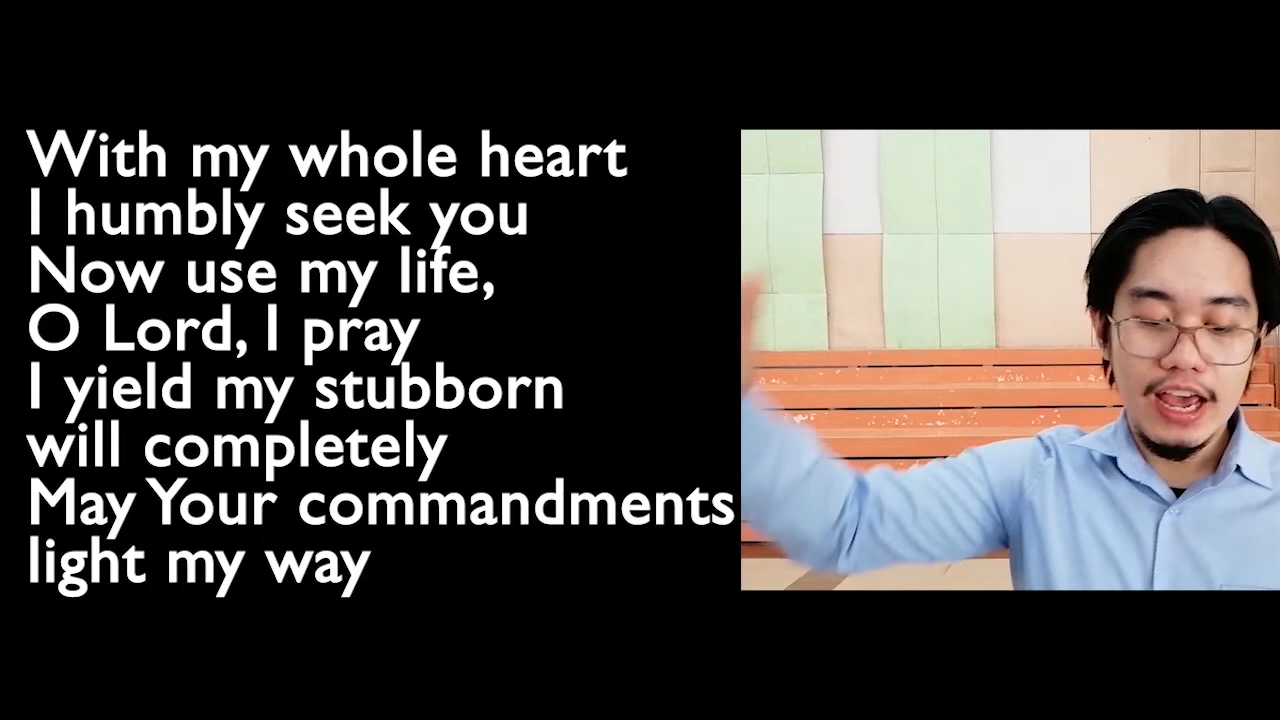 With my whole heart
I humbly seek you
Now use my life,
O Lord, I pray
I yield my stubborn
will completely
May Your commandments
light my way